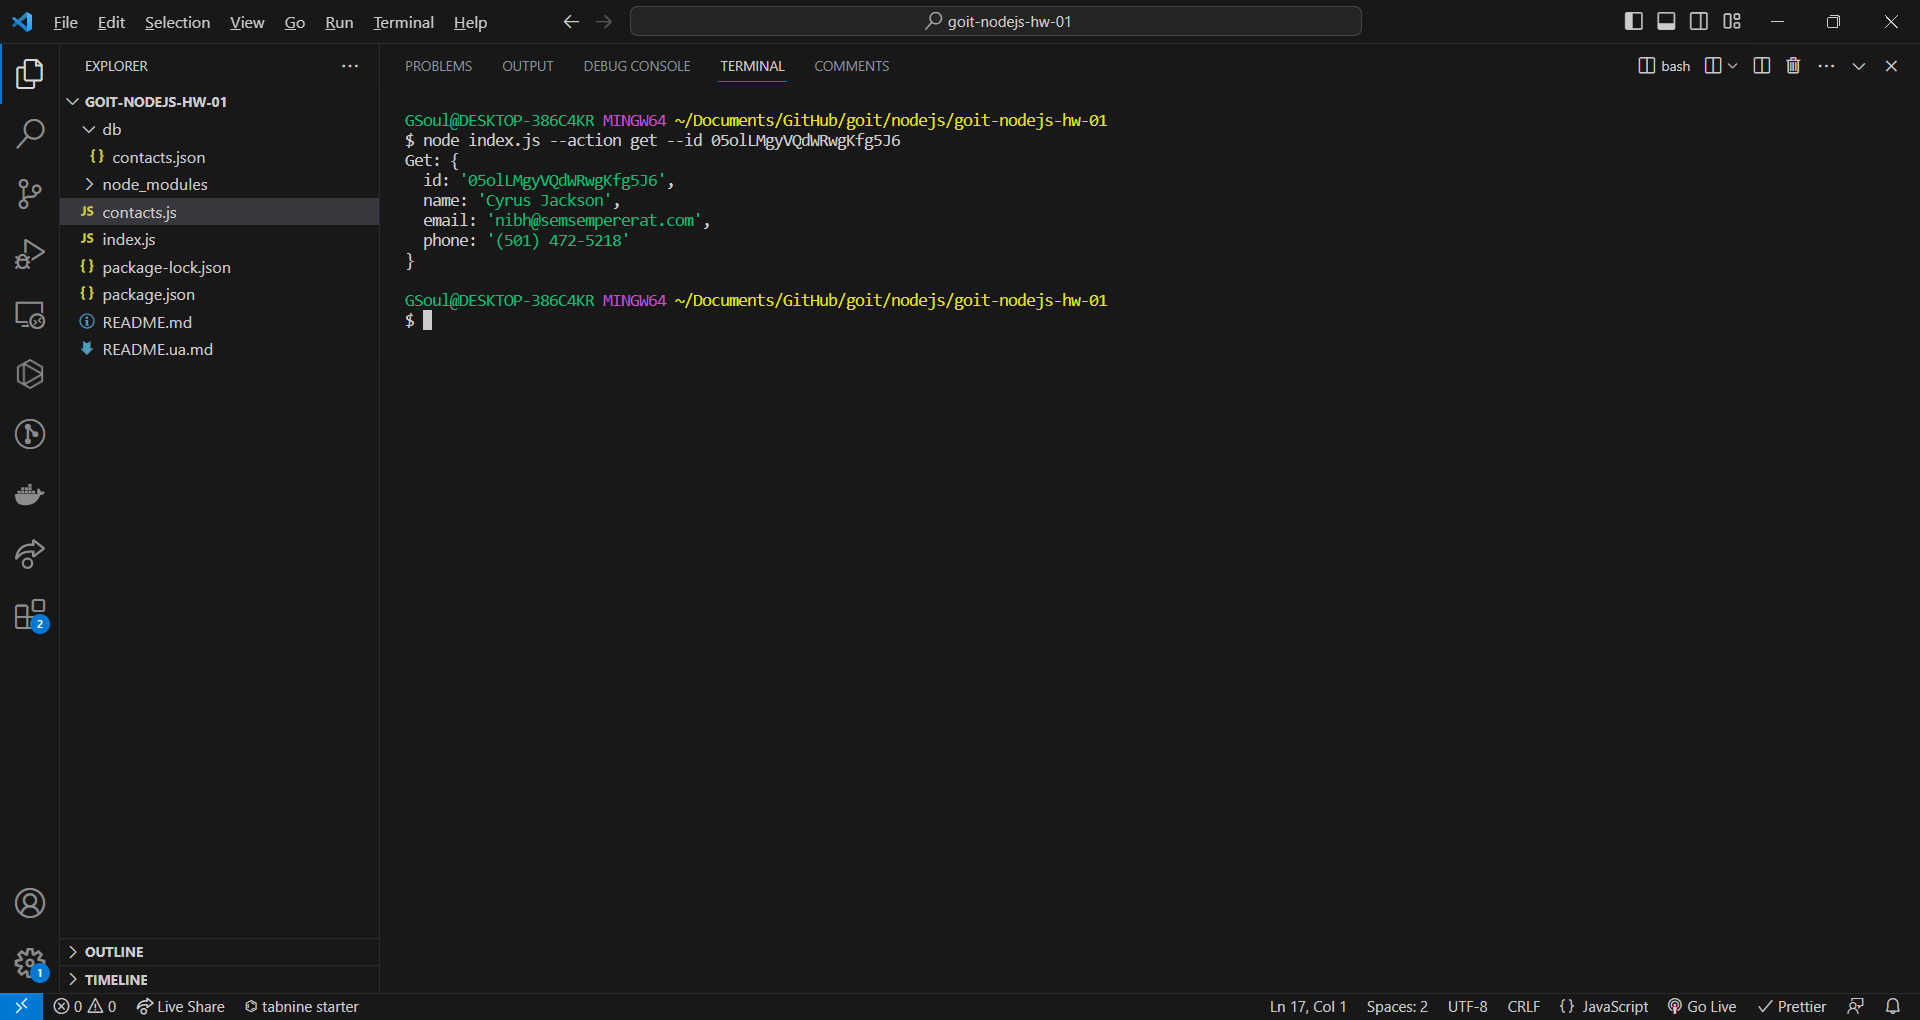 File Edit Selection View Go Run Terminal Help
goit-nodejs-hw-01
EXPLORER
GOIT-NODEJS-HW-01
db
{} contacts.json
node_modules
JS contacts.js
JS index.js
{} package-lock.json
{} package.json
README.md
README.ua.md
OUTLINE
TIMELINE
2
1
PROBLEMS OUTPUT DEBUG CONSOLE TERMINAL COMMENTS
bash
GSoul@DESKTOP-386C4KR MINGW64 ~/Documents/GitHub/goit/nodejs/goit-nodejs-hw-01
$ node index.js --action get --id 05olLMgyVQdWRwgKfg5J6
Get: {
id: '05olLMgyVQdWRwgKfg5J6',
name: 'Cyrus Jackson',
email: 'nibh@semsempererat.com',
phone: '(501) 472-5218'
}
GSoul@DESKTOP-386C4KR MINGW64 ~/Documents/GitHub/goit/nodejs/goit-nodejs-hw-01
$
0 0 Live Share tabnine starter
Ln 17, Col 1 Spaces: 2 UTF-8 CRLF {} JavaScript Go Live Prettier